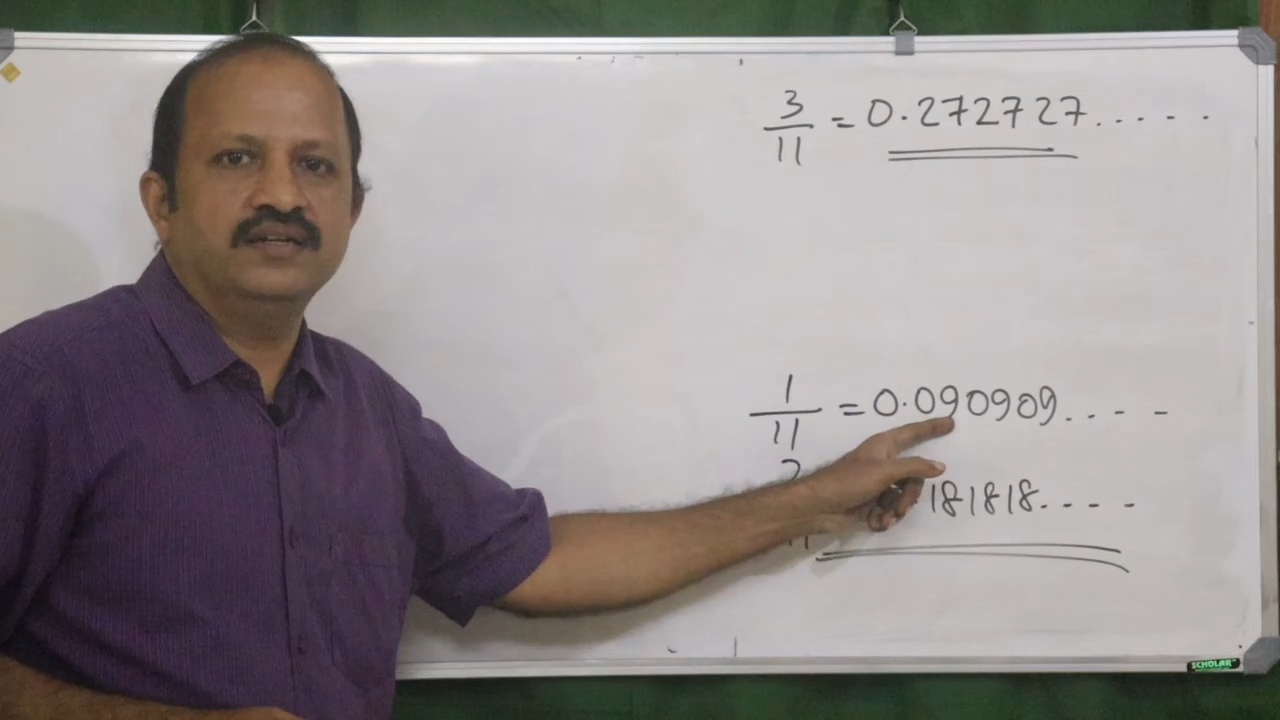 3/11 = 0.272727.....
1/11 = 0.090909....
181818....
SCHOLAR